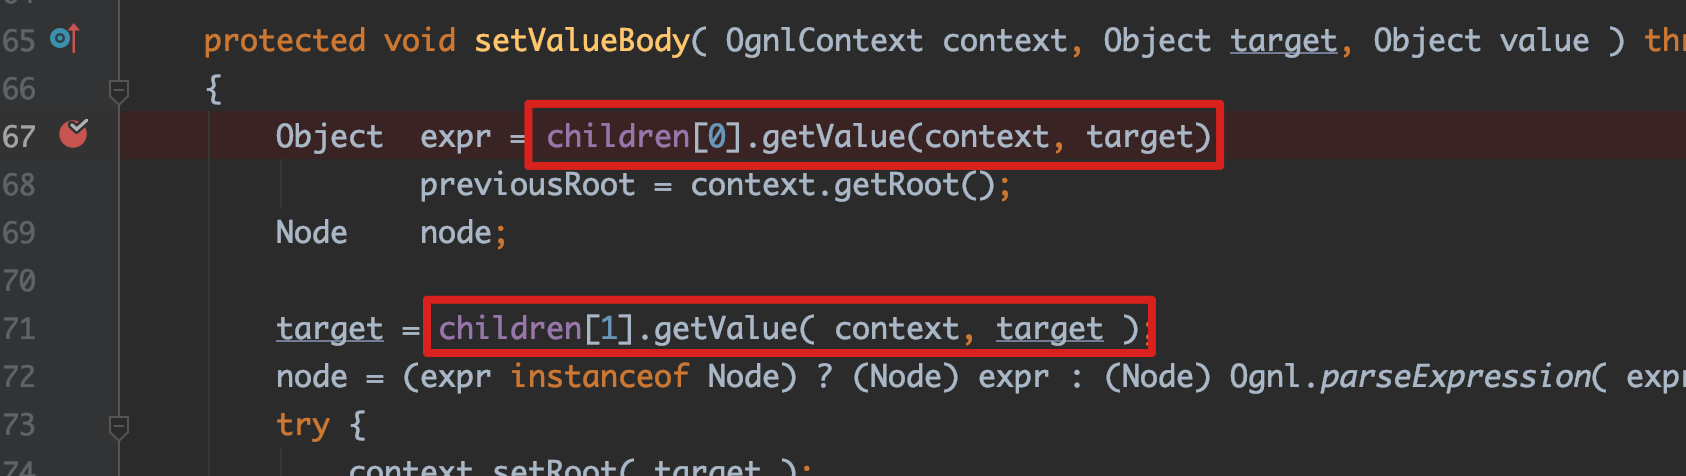 65 protected void setValueBody( OgnlContext context, Object target, Object value ) thr
66 {
67 Object expr = children[0].getValue(context, target)
68 previousRoot = context.getRoot();
69 Node node;
70
71 target = children[1].getValue( context, target );
72 node = (expr instanceof Node) ? (Node) expr : (Node) Ognl.parseExpression( expr
73 try {
74 context.setRoot( target );